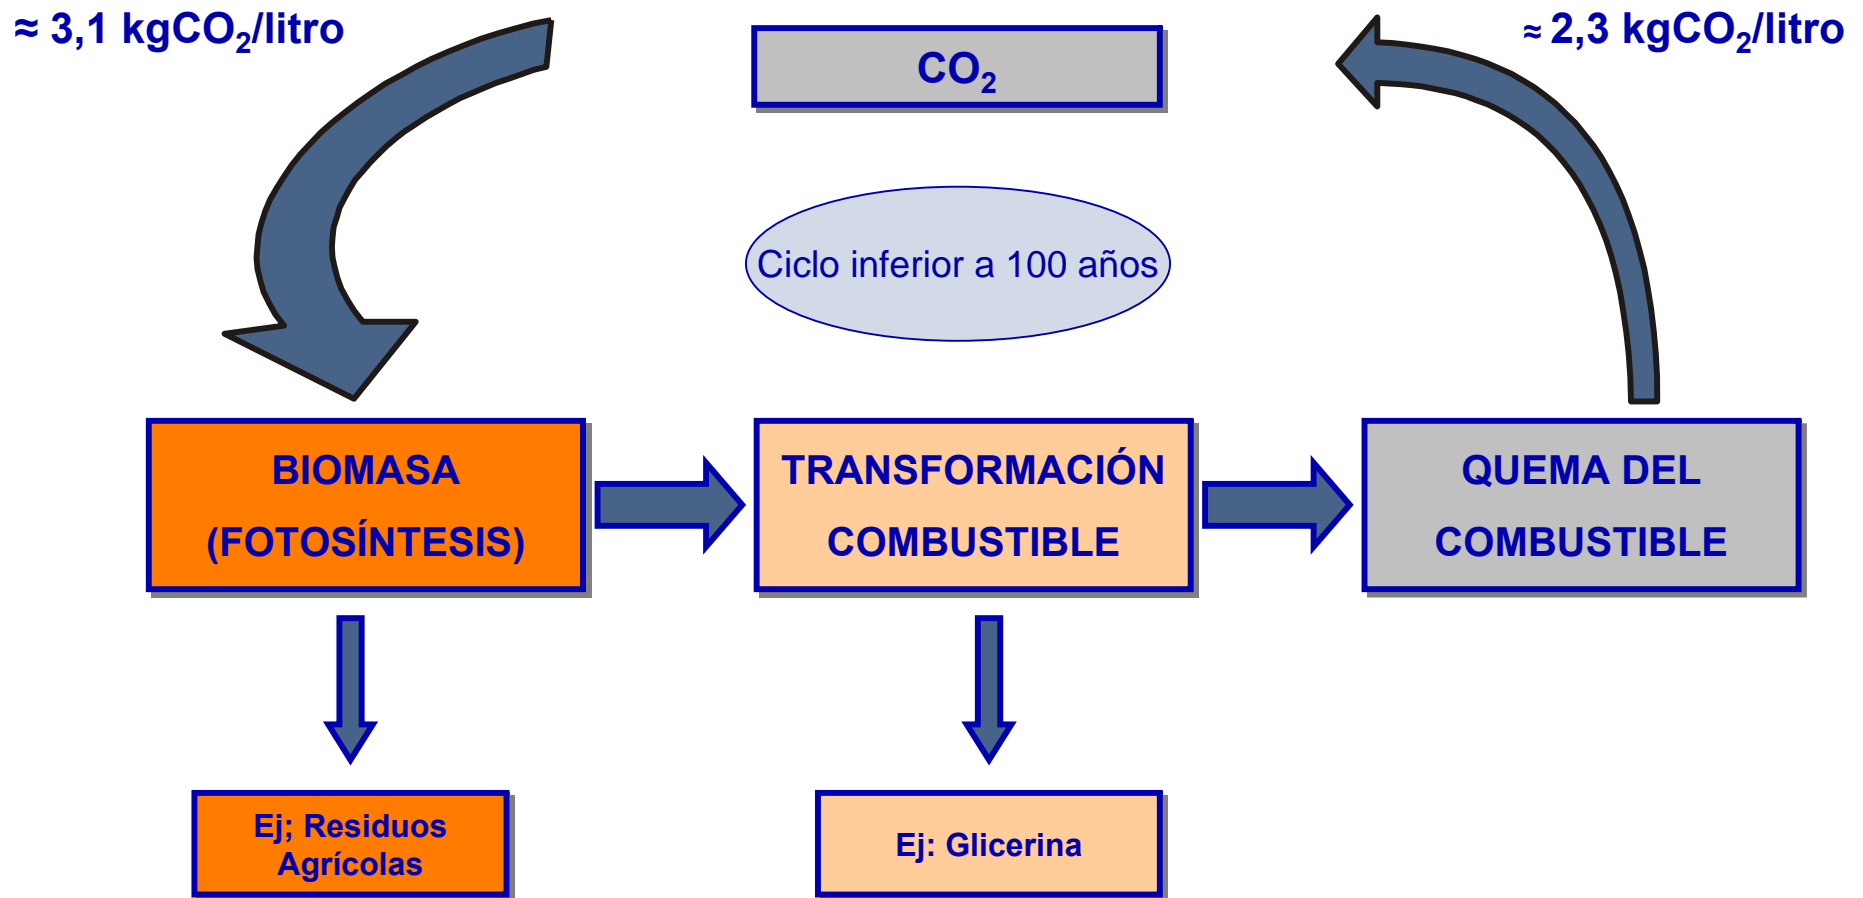 ≈ 3,1 kgCO₂/litro
CO₂
≈ 2,3 kgCO₂/litro
Ciclo inferior a 100 años
BIOMASA
(FOTOSÍNTESIS)
TRANSFORMACIÓN
COMBUSTIBLE
QUEMA DEL
COMBUSTIBLE
Ej; Residuos
Agrícolas
Ej: Glicerina